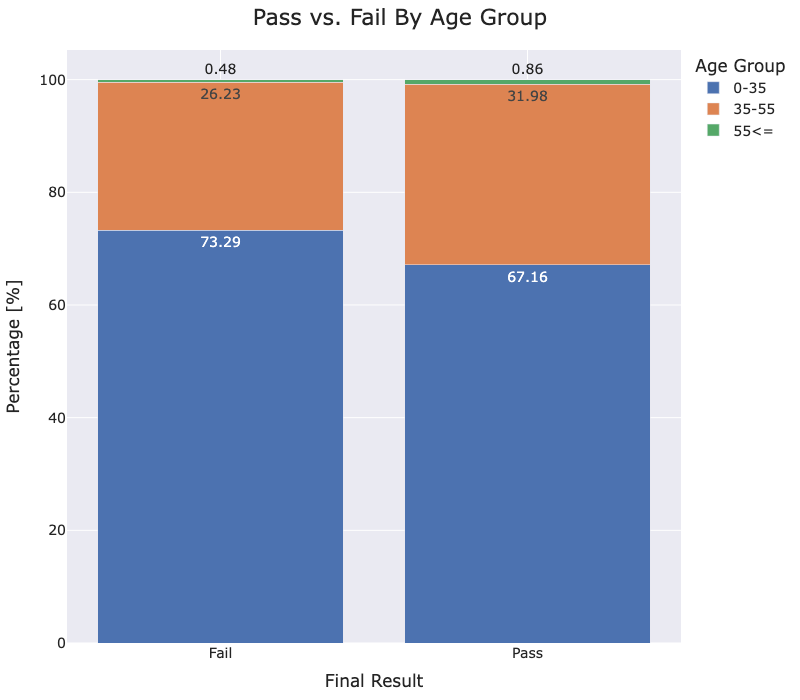 Pass vs. Fail By Age Group
Age Group
0-35
35-55
55<=
0.48
0.86
100
26.23
31.98
80
73.29
67.16
60
40
20
0
Percentage [%]
Fail
Pass
Final Result